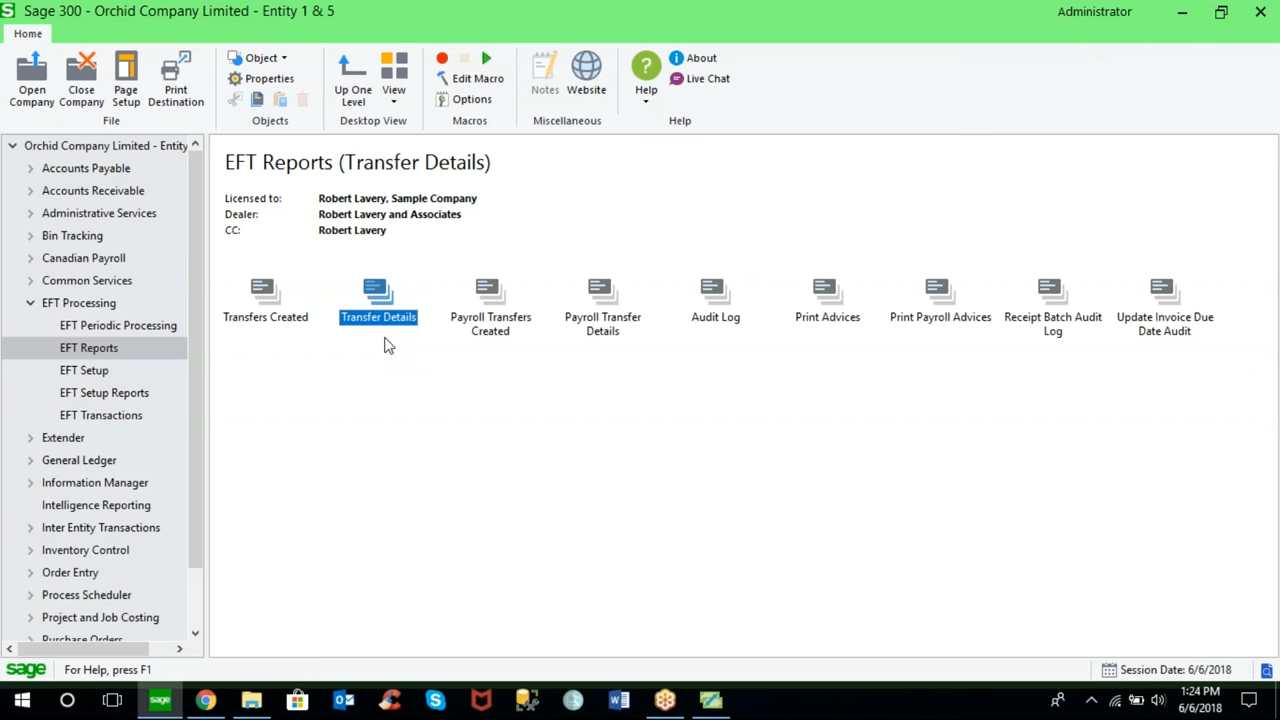 Sage 300 - Orchid Company Limited - Entity 1 & 5
Administrator
Home
Open Company
Close Company
Page Setup
Print Destination
File
Object
Properties
Objects
Up One Level
View
Desktop View
Edit Macro
Options
Macros
Notes
Website
Miscellaneous
Help
About
Live Chat
Help
Orchid Company Limited - Entity
Accounts Payable
Accounts Receivable
Administrative Services
Bin Tracking
Canadian Payroll
Common Services
EFT Processing
EFT Periodic Processing
EFT Reports
EFT Setup
EFT Setup Reports
EFT Transactions
Extender
General Ledger
Information Manager
Intelligence Reporting
Inter Entity Transactions
Inventory Control
Order Entry
Process Scheduler
Project and Job Costing
Purchase Orders
EFT Reports (Transfer Details)
Licensed to: Robert Lavery, Sample Company
Dealer: Robert Lavery and Associates
CC: Robert Lavery
Transfers Created
Transfer Details
Payroll Transfers
Created
Payroll Transfer
Details
Audit Log
Print Advices
Print Payroll Advices
Receipt Batch Audit
Log
Update Invoice Due
Date Audit
sage For Help, press F1
Session Date: 6/6/2018
sage
1:24 PM
6/6/2018